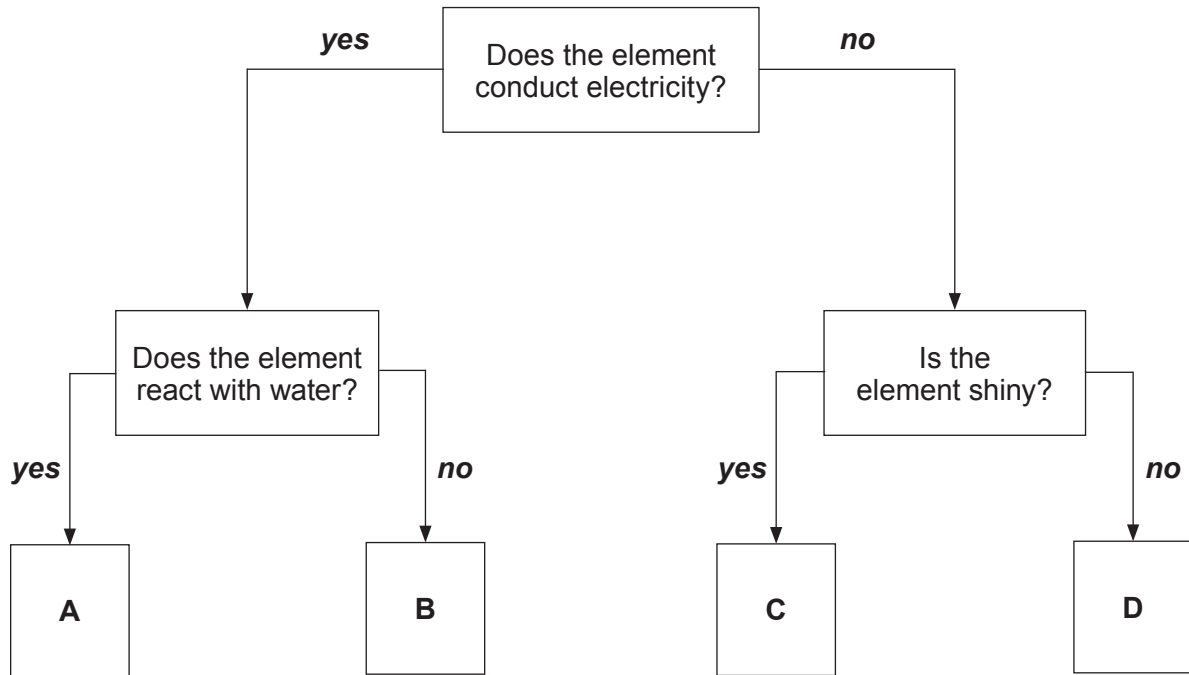 yes
Does the element
conduct electricity?
no
Does the element
react with water?
Is the
element shiny?
yes
no
yes
no
A
B
C
D